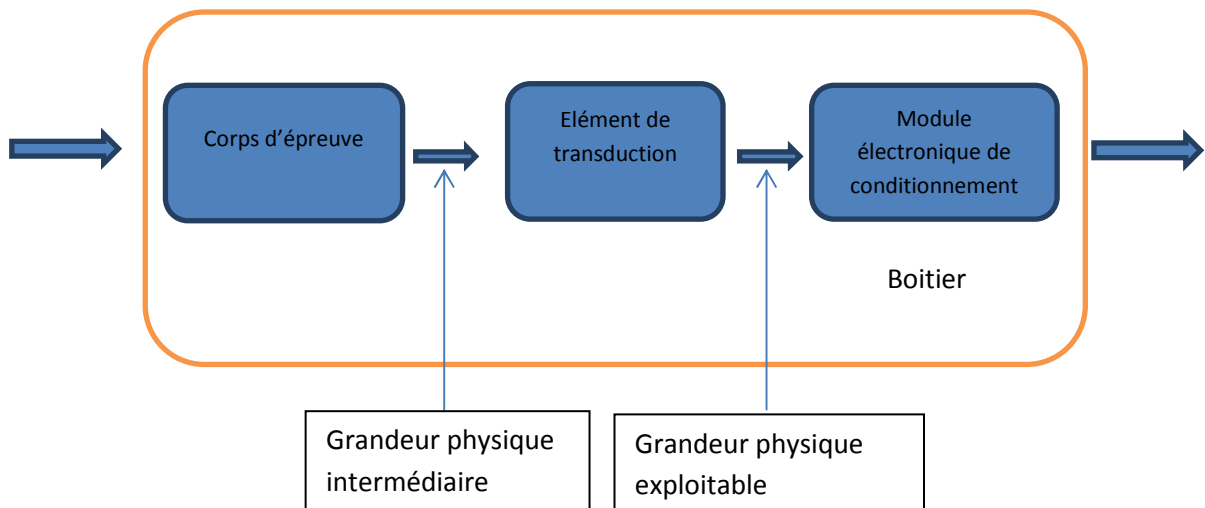 Corps d'épreuve
Elément de
transduction
Module
électronique de
conditionnement
Boitier
Grandeur physique
intermédiaire
Grandeur physique
exploitable